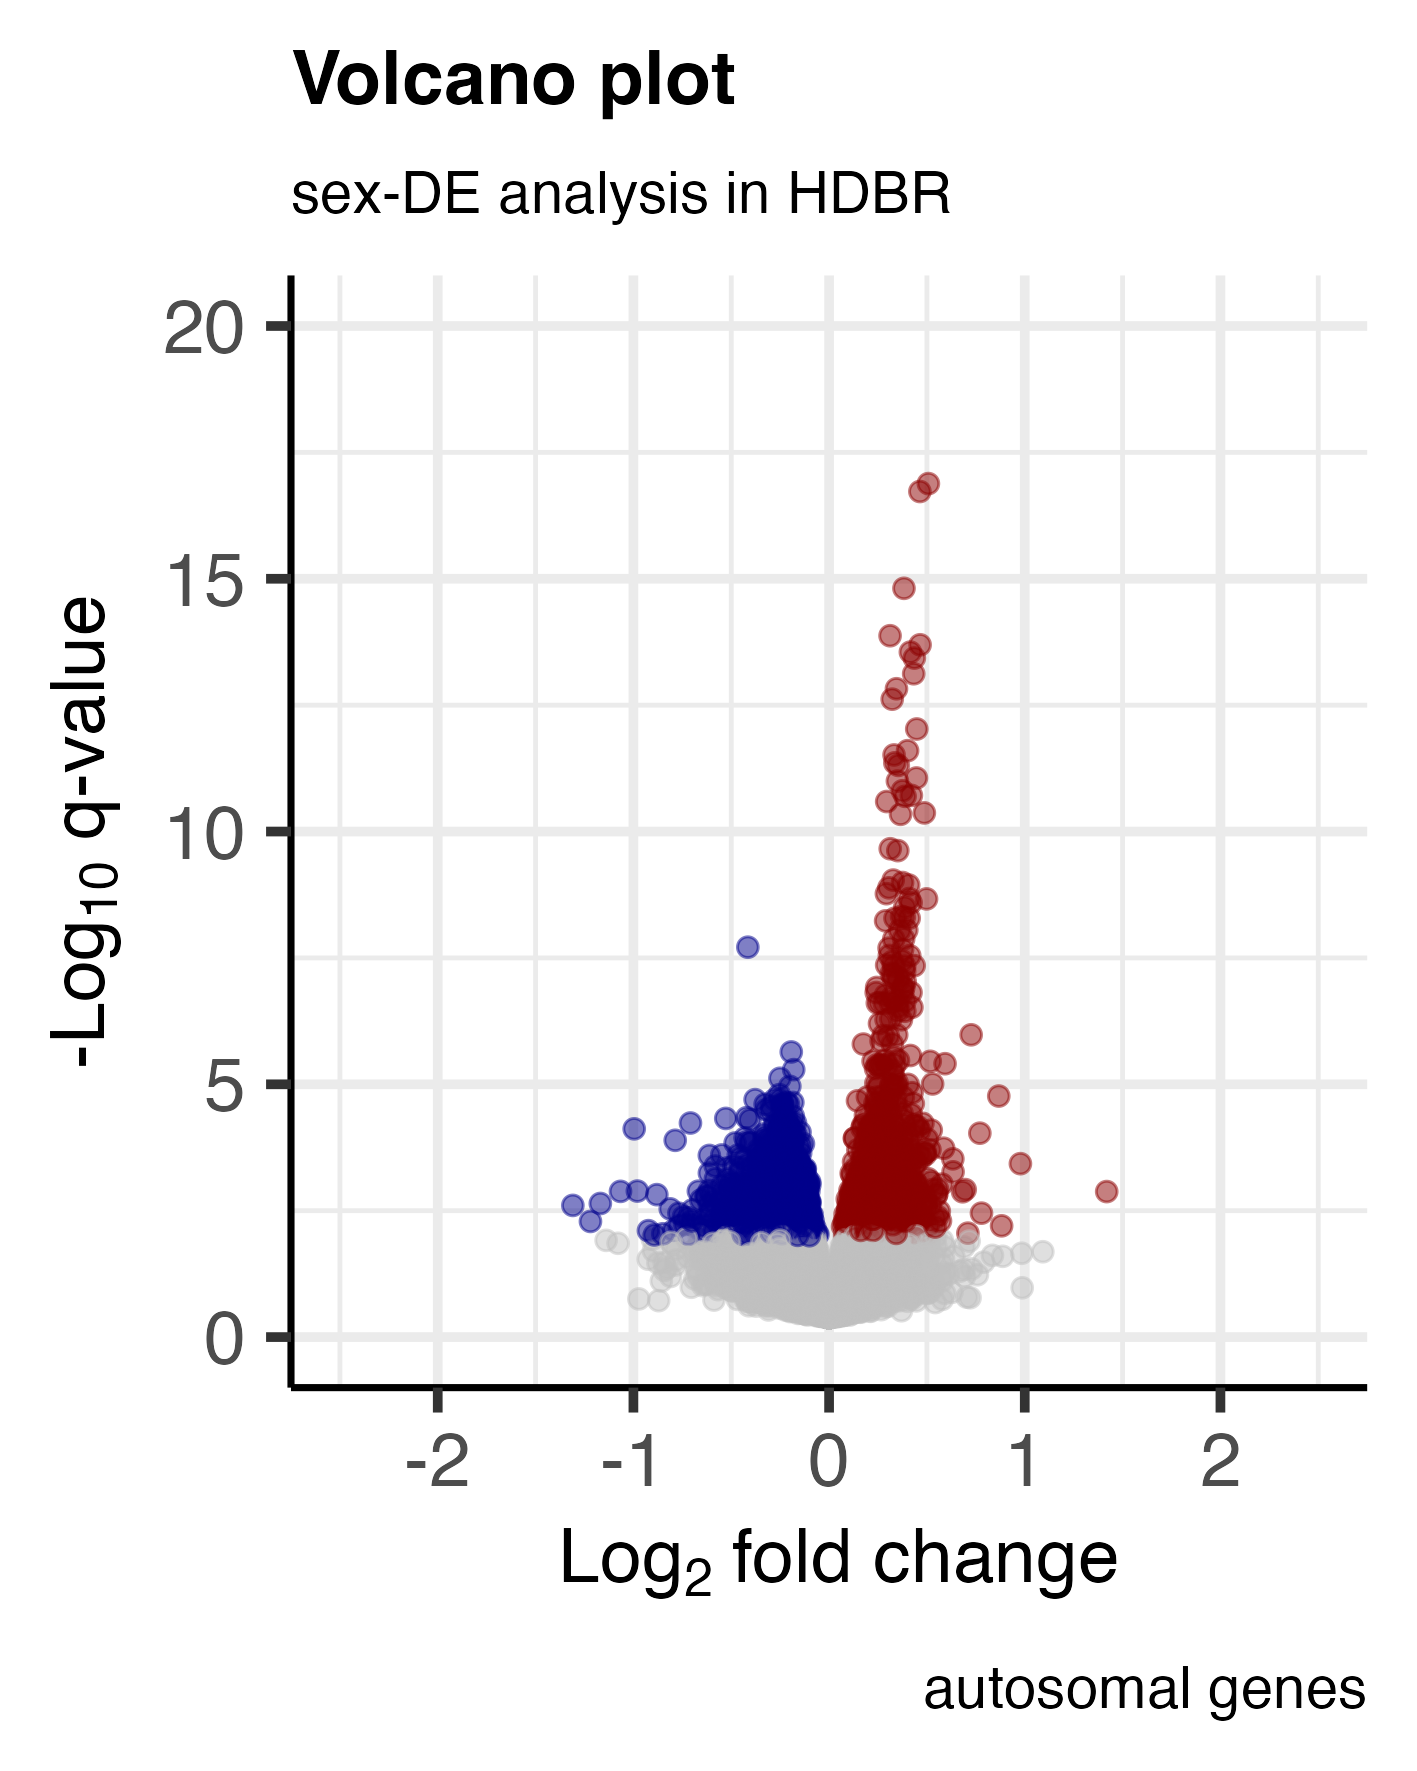 Volcano plot
sex-DE analysis in HDBR
20
15
10
5
0
-Log10 q-value
-2 -1 0 1 2
Log2 fold change
autosomal genes